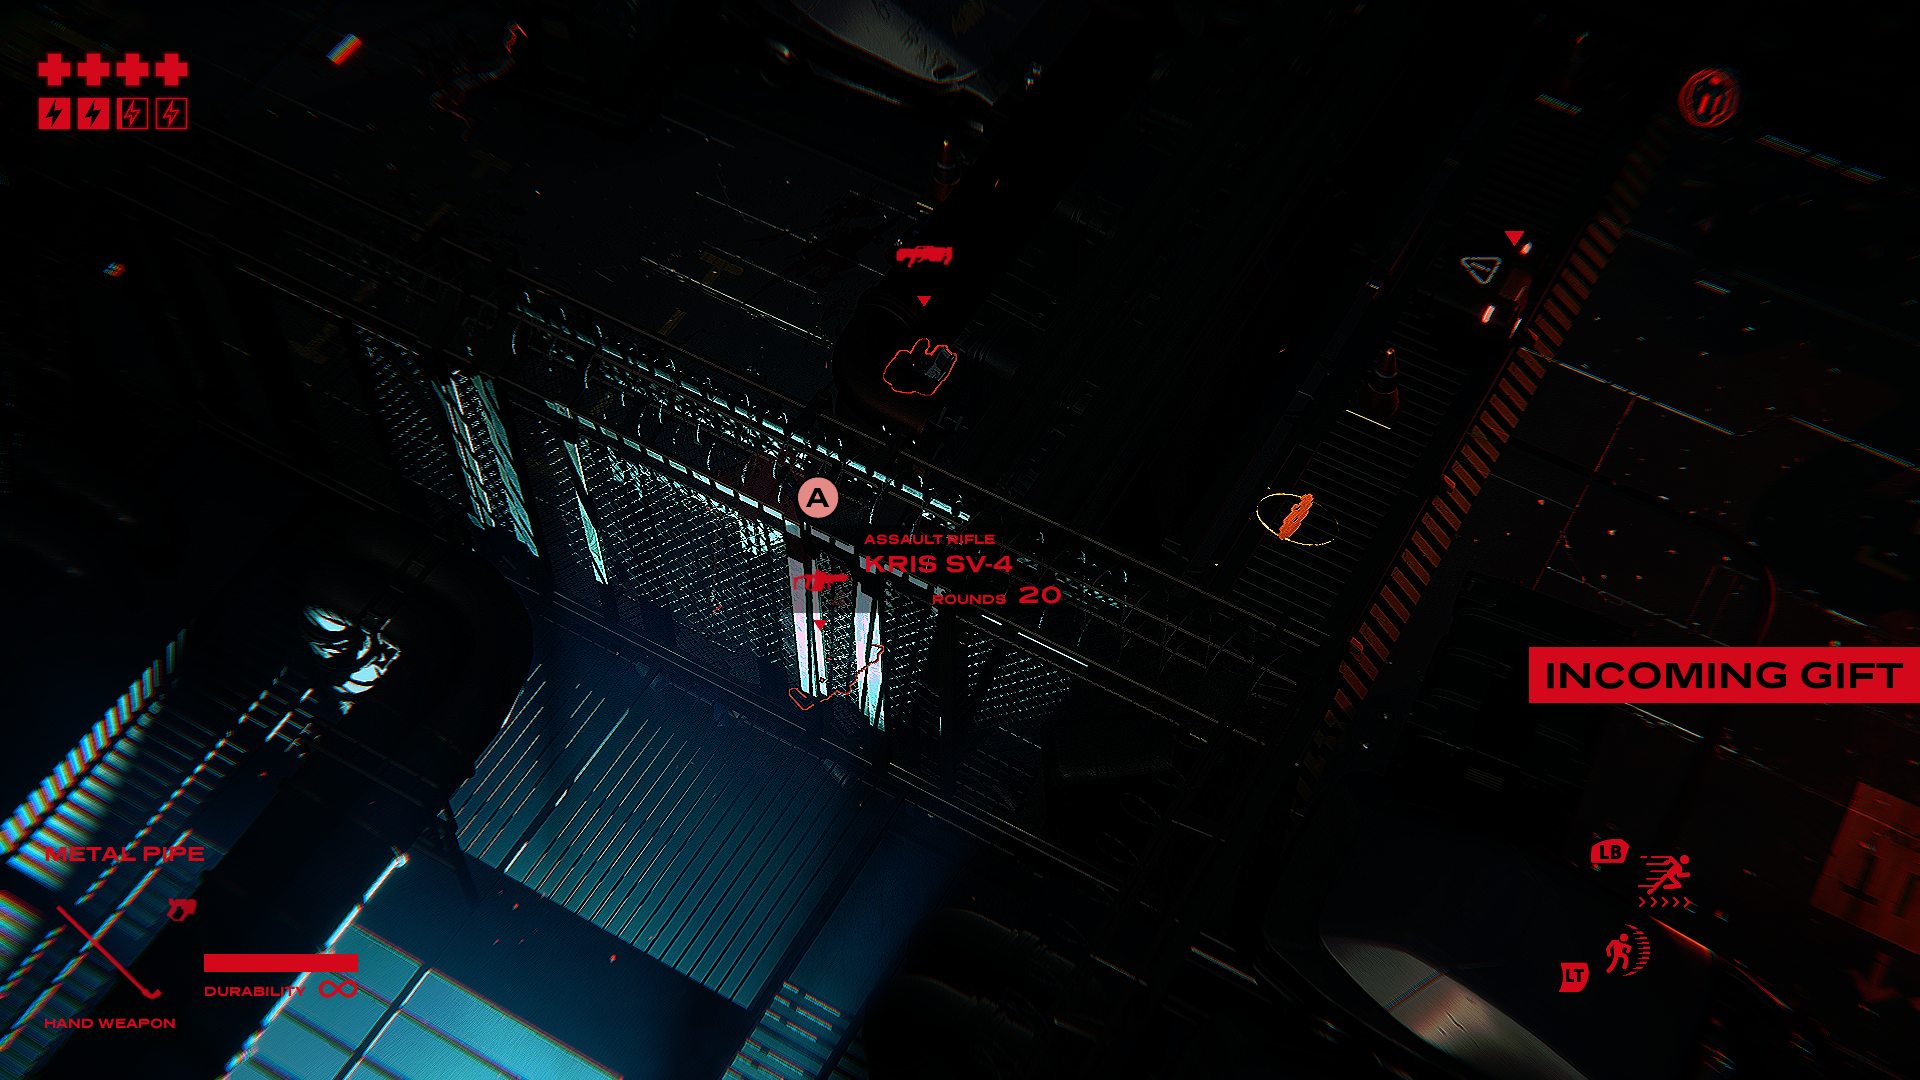 A
ASSAULT RIFLE
KRIS SV-4
ROUNDS 20
INCOMING GIFT
METAL PIPE
DURABILITY ∞
HAND WEAPON
LB
LT